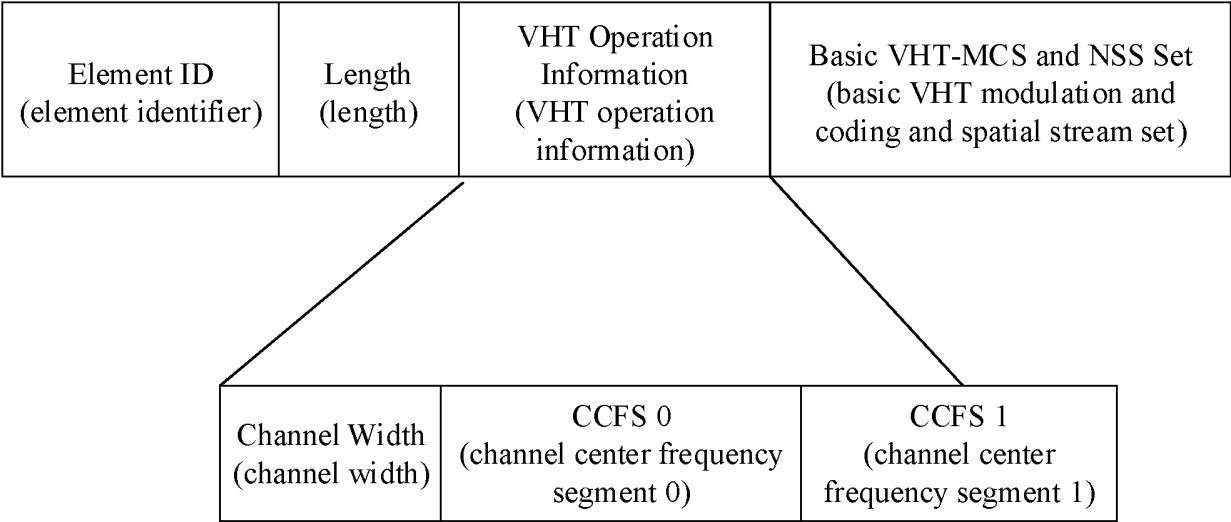 Element ID
(element identifier)
Length
(length)
VHT Operation
Information
(VHT operation
information)
Basic VHT-MCS and NSS Set
(basic VHT modulation and
coding and spatial stream set)
Channel Width
(channel width)
CCFS 0
(channel center frequency
segment 0)
CCFS 1
(channel center
frequency segment 1)